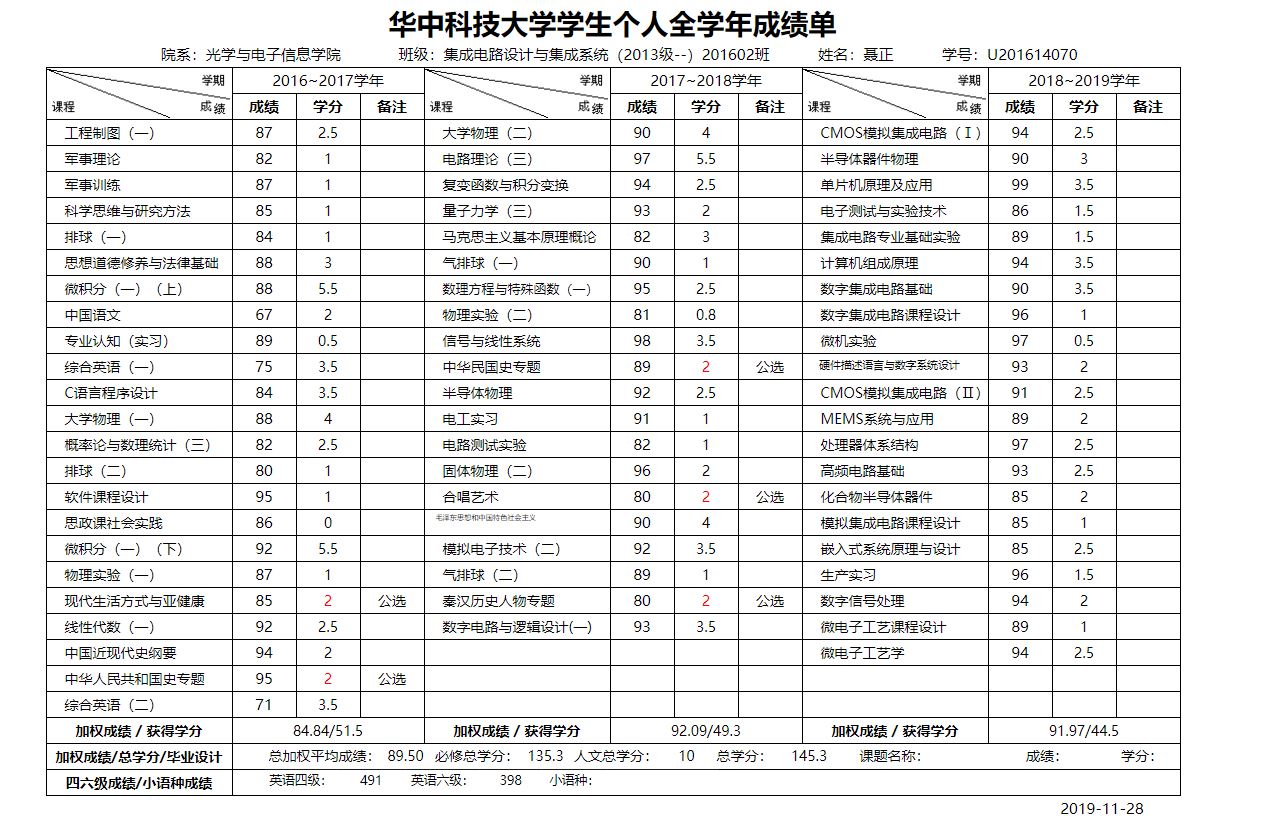 华中科技大学学生个人全学年成绩单
院系：光学与电子信息学院 班级：集成电路设计与集成系统（2013级--）201602班 姓名：聂正 学号：U201614070
学期 2016~2017学年 学期 2017~2018学年 学期 2018~2019学年
课程 成绩 成绩 学分 备注 课程 成绩 成绩 学分 备注 课程 成绩 成绩 学分 备注
工程制图（一） 87 2.5 大学物理（二） 90 4 CMOS模拟集成电路（Ⅰ） 94 2.5
军事理论 82 1 电路理论（三） 97 5.5 半导体器件物理 90 3
军事训练 87 1 复变函数与积分变换 94 2.5 单片机原理及应用 99 3.5
科学思维与研究方法 85 1 量子力学（三） 93 2 电子测试与实验技术 86 1.5
排球（一） 84 1 马克思主义基本原理概论 82 3 集成电路专业基础实验 89 1.5
思想道德修养与法律基础 88 3 气排球（一） 90 1 计算机组成原理 94 3.5
微积分（一）（上） 88 5.5 数理方程与特殊函数（一） 95 2.5 数字集成电路基础 90 3.5
中国语文 67 2 物理实验（二） 81 0.8 数字集成电路课程设计 96 1
专业认知（实习） 89 0.5 信号与线性系统 98 3.5 微机实验 97 0.5
综合英语（一） 75 3.5 中华民国史专题 89 2 公选 硬件描述语言与数字系统设计 93 2
C语言程序设计 84 3.5 半导体物理 92 2.5 CMOS模拟集成电路（Ⅱ） 91 2.5
大学物理（一） 88 4 电工实习 91 1 MEMS系统与应用 89 2
概率论与数理统计（三） 82 2.5 电路测试实验 82 1 处理器体系结构 97 2.5
排球（二） 80 1 固体物理（二） 96 2 高频电路基础 93 2.5
软件课程设计 95 1 合唱艺术 80 2 公选 化合物半导体器件 85 2
思政课社会实践 86 0 毛泽东思想和中国特色社会主义 90 4 模拟集成电路课程设计 85 1
微积分（一）（下） 92 5.5 模拟电子技术（二） 92 3.5 嵌入式系统原理与设计 85 2.5
物理实验（一） 87 1 气排球（二） 89 1 生产实习 96 1.5
现代生活方式与亚健康 85 2 公选 秦汉历史人物专题 80 2 公选 数字信号处理 94 2
线性代数（一） 92 2.5 数字电路与逻辑设计(一) 93 3.5 微电子工艺课程设计 89 1
中国近现代史纲要 94 2 微电子工艺学 94 2.5
中华人民共和国史专题 95 2 公选
综合英语（二） 71 3.5
加权成绩 / 获得学分 84.84/51.5 加权成绩 / 获得学分 92.09/49.3 加权成绩 / 获得学分 91.97/44.5
加权成绩/总学分/毕业设计 总加权平均成绩： 89.50 必修总学分： 135.3 人文总学分： 10 总学分： 145.3 课题名称： 成绩： 学分：
四六级成绩/小语种成绩 英语四级： 491 英语六级： 398 小语种：
2019-11-28